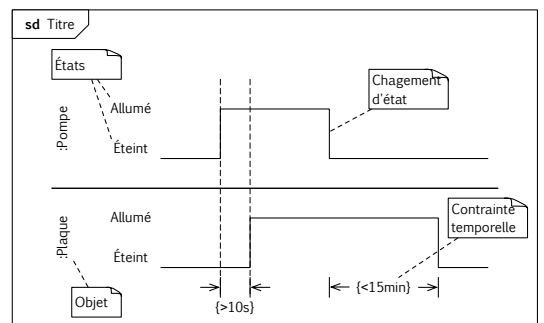 sd Titre
États
Chagement
d'état
:Pompe
Allumé
Éteint
:Plaque
Allumé
Éteint
Contrainte
temporelle
Objet
{>10s}
{<15min}